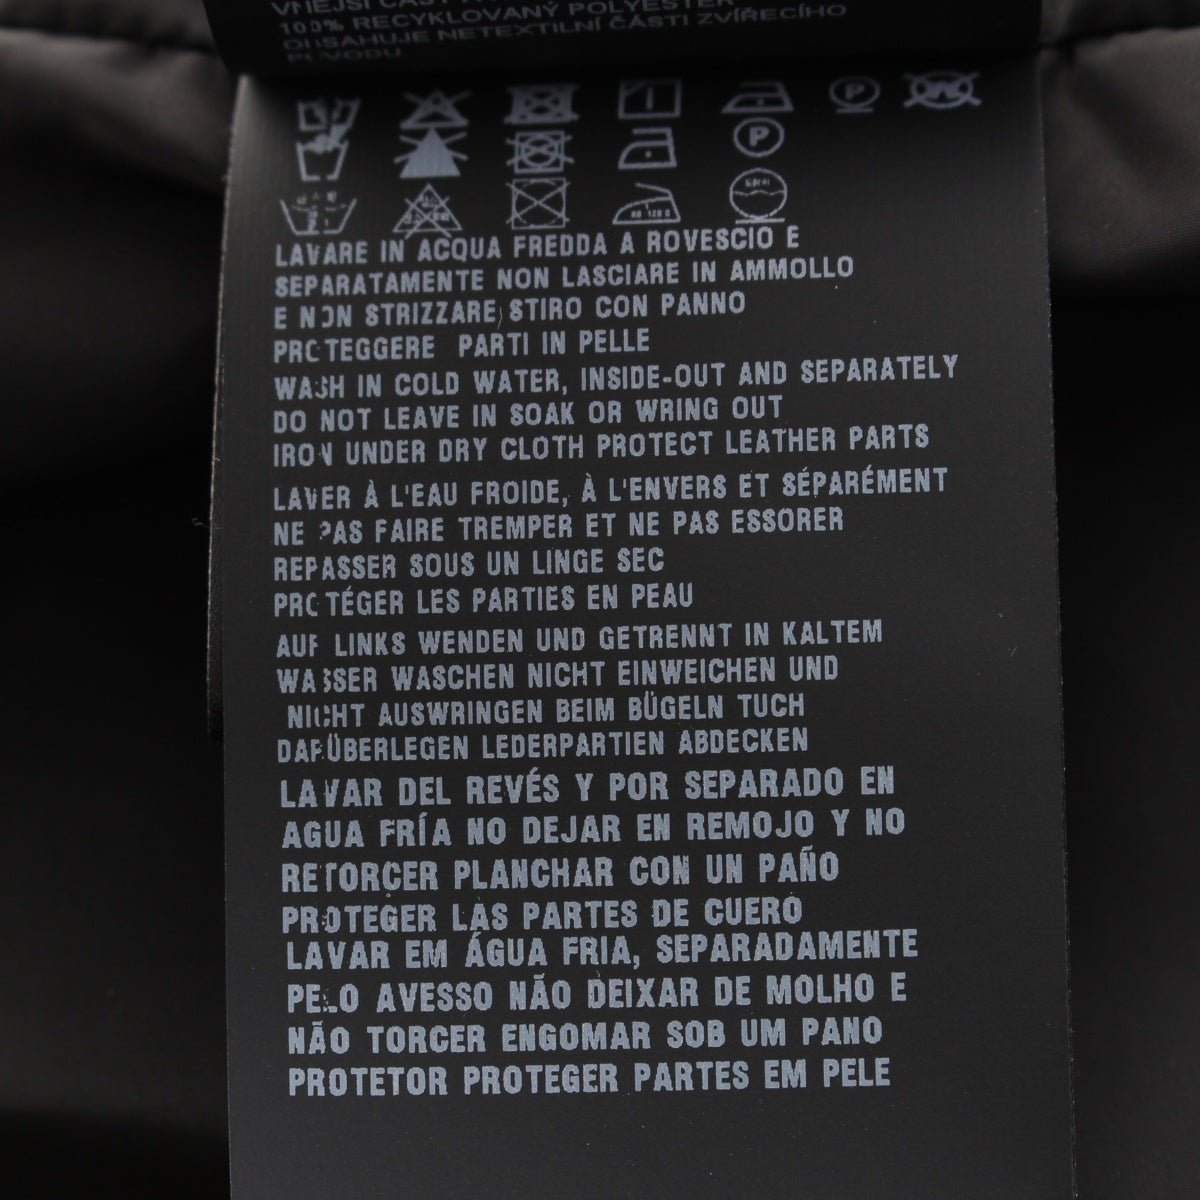 VNĚJŠÍ ČÁST
100% RECYKLOVANÝ POLYESTER
OBSAHUJE NETEXTILNÍ ČÁSTI ZVÍŘECÍHO
PŮVODU
P
P
LAVARE IN ACQUA FREDDA A ROVESCIO E
SEPARATAMENTE NON LASCIARE IN AMMOLLO
E NON STRIZZARE STIRO CON PANNO
PROTEGGERE PARTI IN PELLE
WASH IN COLD WATER, INSIDE-OUT AND SEPARATELY
DO NOT LEAVE IN SOAK OR WRING OUT
IRON UNDER DRY CLOTH PROTECT LEATHER PARTS
LAVER À L'EAU FROIDE, À L'ENVERS ET SÉPARÉMENT
NE PAS FAIRE TREMPER ET NE PAS ESSORER
REPASSER SOUS UN LINGE SEC
PROTÉGER LES PARTIES EN PEAU
AUF LINKS WENDEN UND GETRENNT IN KALTEM
WASSER WASCHEN NICHT EINWEICHEN UND
NICHT AUSWRINGEN BEIM BÜGELN TUCH
DARÜBERLEGEN LEDERPARTIEN ABDECKEN
LAVAR DEL REVÉS Y POR SEPARADO EN
AGUA FRÍA NO DEJAR EN REMOJO Y NO
RETORCER PLANCHAR CON UN PAÑO
PROTEGER LAS PARTES DE CUERO
LAVAR EM ÁGUA FRIA, SEPARADAMENTE
PELO AVESSO NÃO DEIXAR DE MOLHO E
NÃO TORCER ENGOMAR SOB UM PANO
PROTETOR PROTEGER PARTES EM PELE